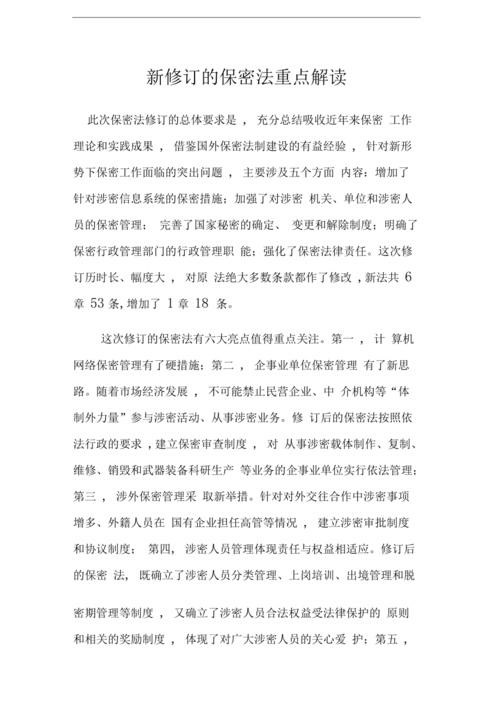 新修订的保密法重点解读
此次保密法修订的总体要求是 , 充分总结吸收近年来保密 工作
理论和实践成果 , 借鉴国外保密法制建设的有益经验 , 针对新形
势下保密工作面临的突出问题 , 主要涉及五个方面 内容: 增加了
针对涉密信息系统的保密措施; 加强了对涉密 机关、单位和涉密人
员的保密管理; 完善了国家秘密的确定、 变更和解除制度; 明确了
保密行政管理部门的行政管理职 能; 强化了保密法律责任。这次修
订历时长、幅度大 , 对原 法绝大多数条款都作了修改 ,新法共 6
章 53 条,增加了 1 章 18 条。
这次修订的保密法有六大亮点值得重点关注。第一 , 计 算机
网络保密管理有了硬措施; 第二 , 企事业单位保密管理 有了新思
路。随着市场经济发展 , 不可能禁止民营企业、中 介机构等“体
制外力量”参与涉密活动、从事涉密业务。修 订后的保密法按照依
法行政的要求 ,建立保密审查制度 , 对 从事涉密载体制作、复制、
维修、销毁和武器装备科研生产 等业务的企事业单位实行依法管理;
第三 , 涉外保密管理采 取新举措。针对对外交往合作中涉密事项
增多、外籍人员在 国有企业担任高管等情况 , 建立涉密审批制度
和协议制度; 第四, 涉密人员管理体现责任与权益相适应。修订后
的保密 法, 既确立了涉密人员分类管理、上岗培训、出境管理和脱
密期管理等制度 , 又确立了涉密人员合法权益受法律保护的 原则
和相关的奖励制度 , 体现了对广大涉密人员的关心爱 护; 第五 ,